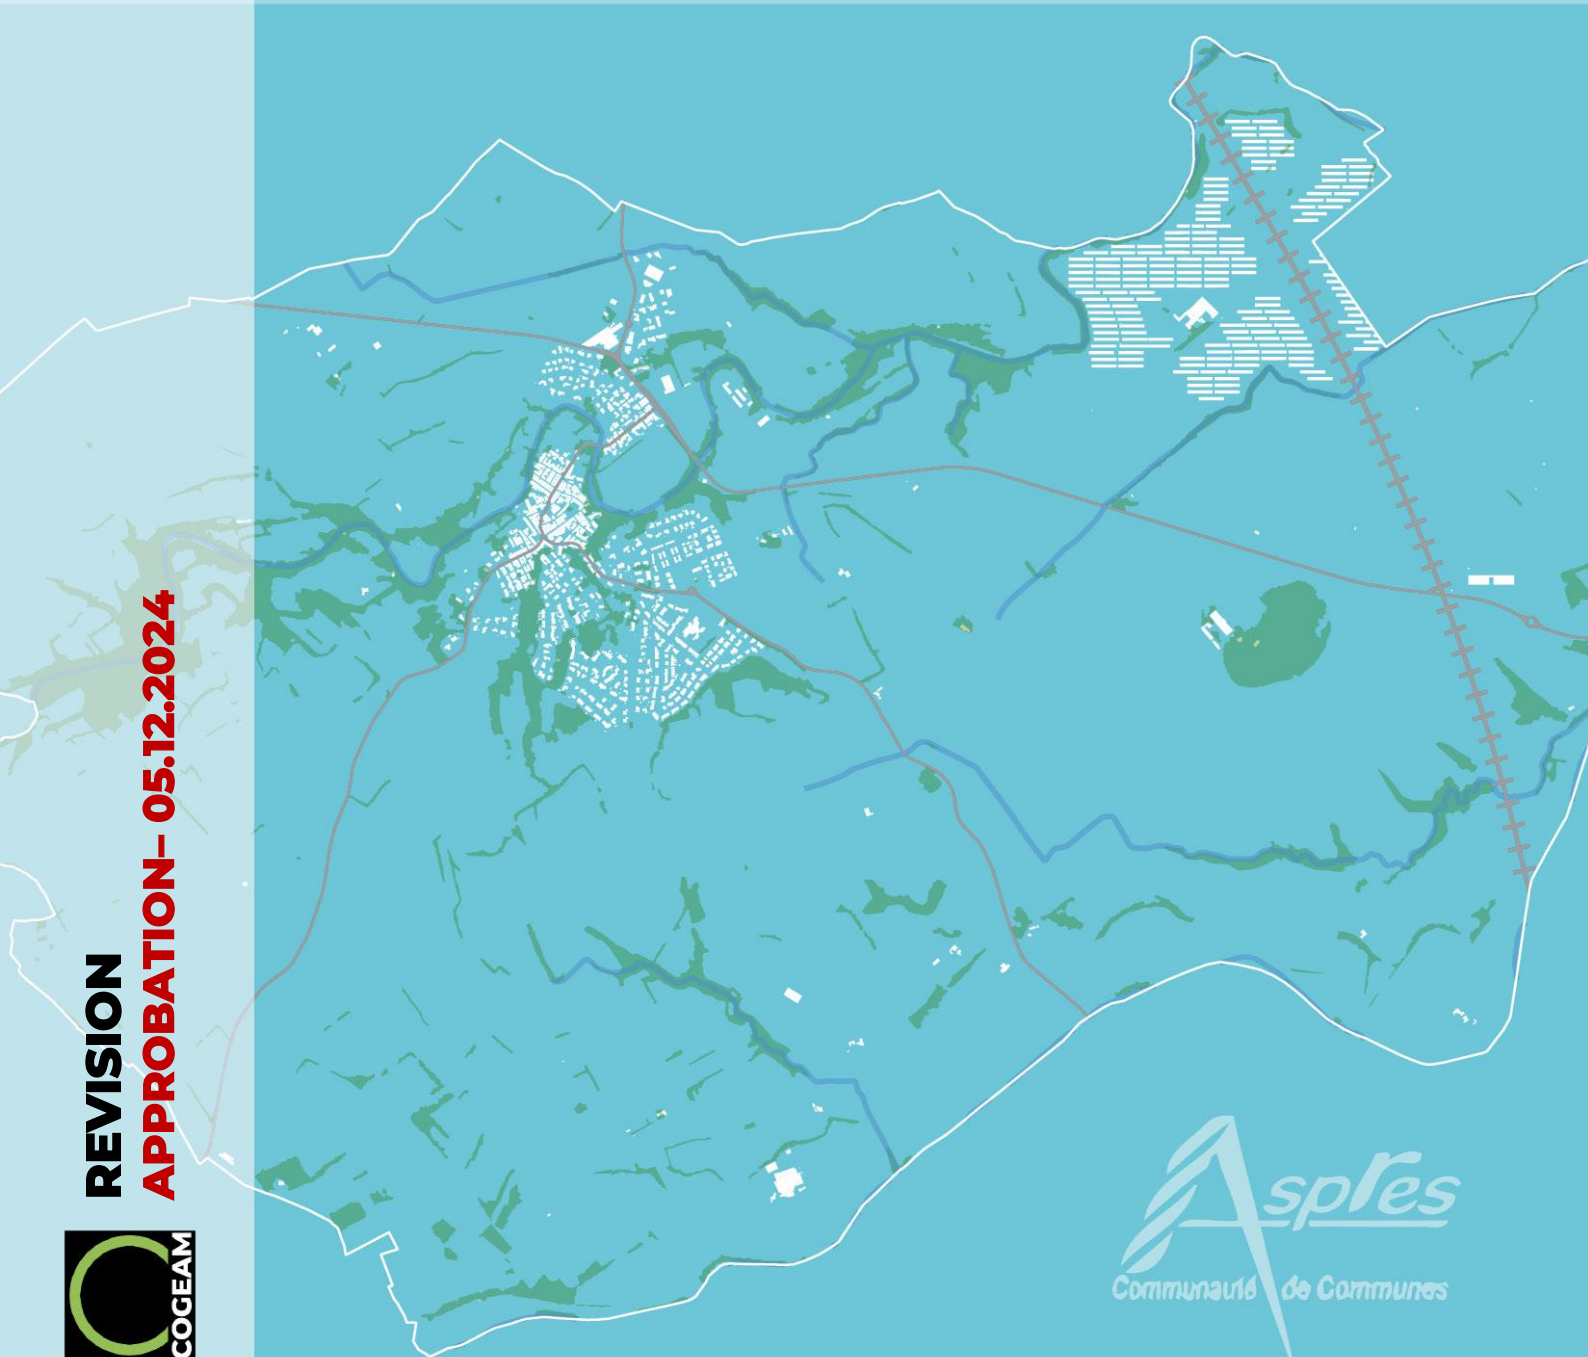 REVISION
APPROBATION– 05.12.2024
COGEAM
Aspres
Communauté de Communes